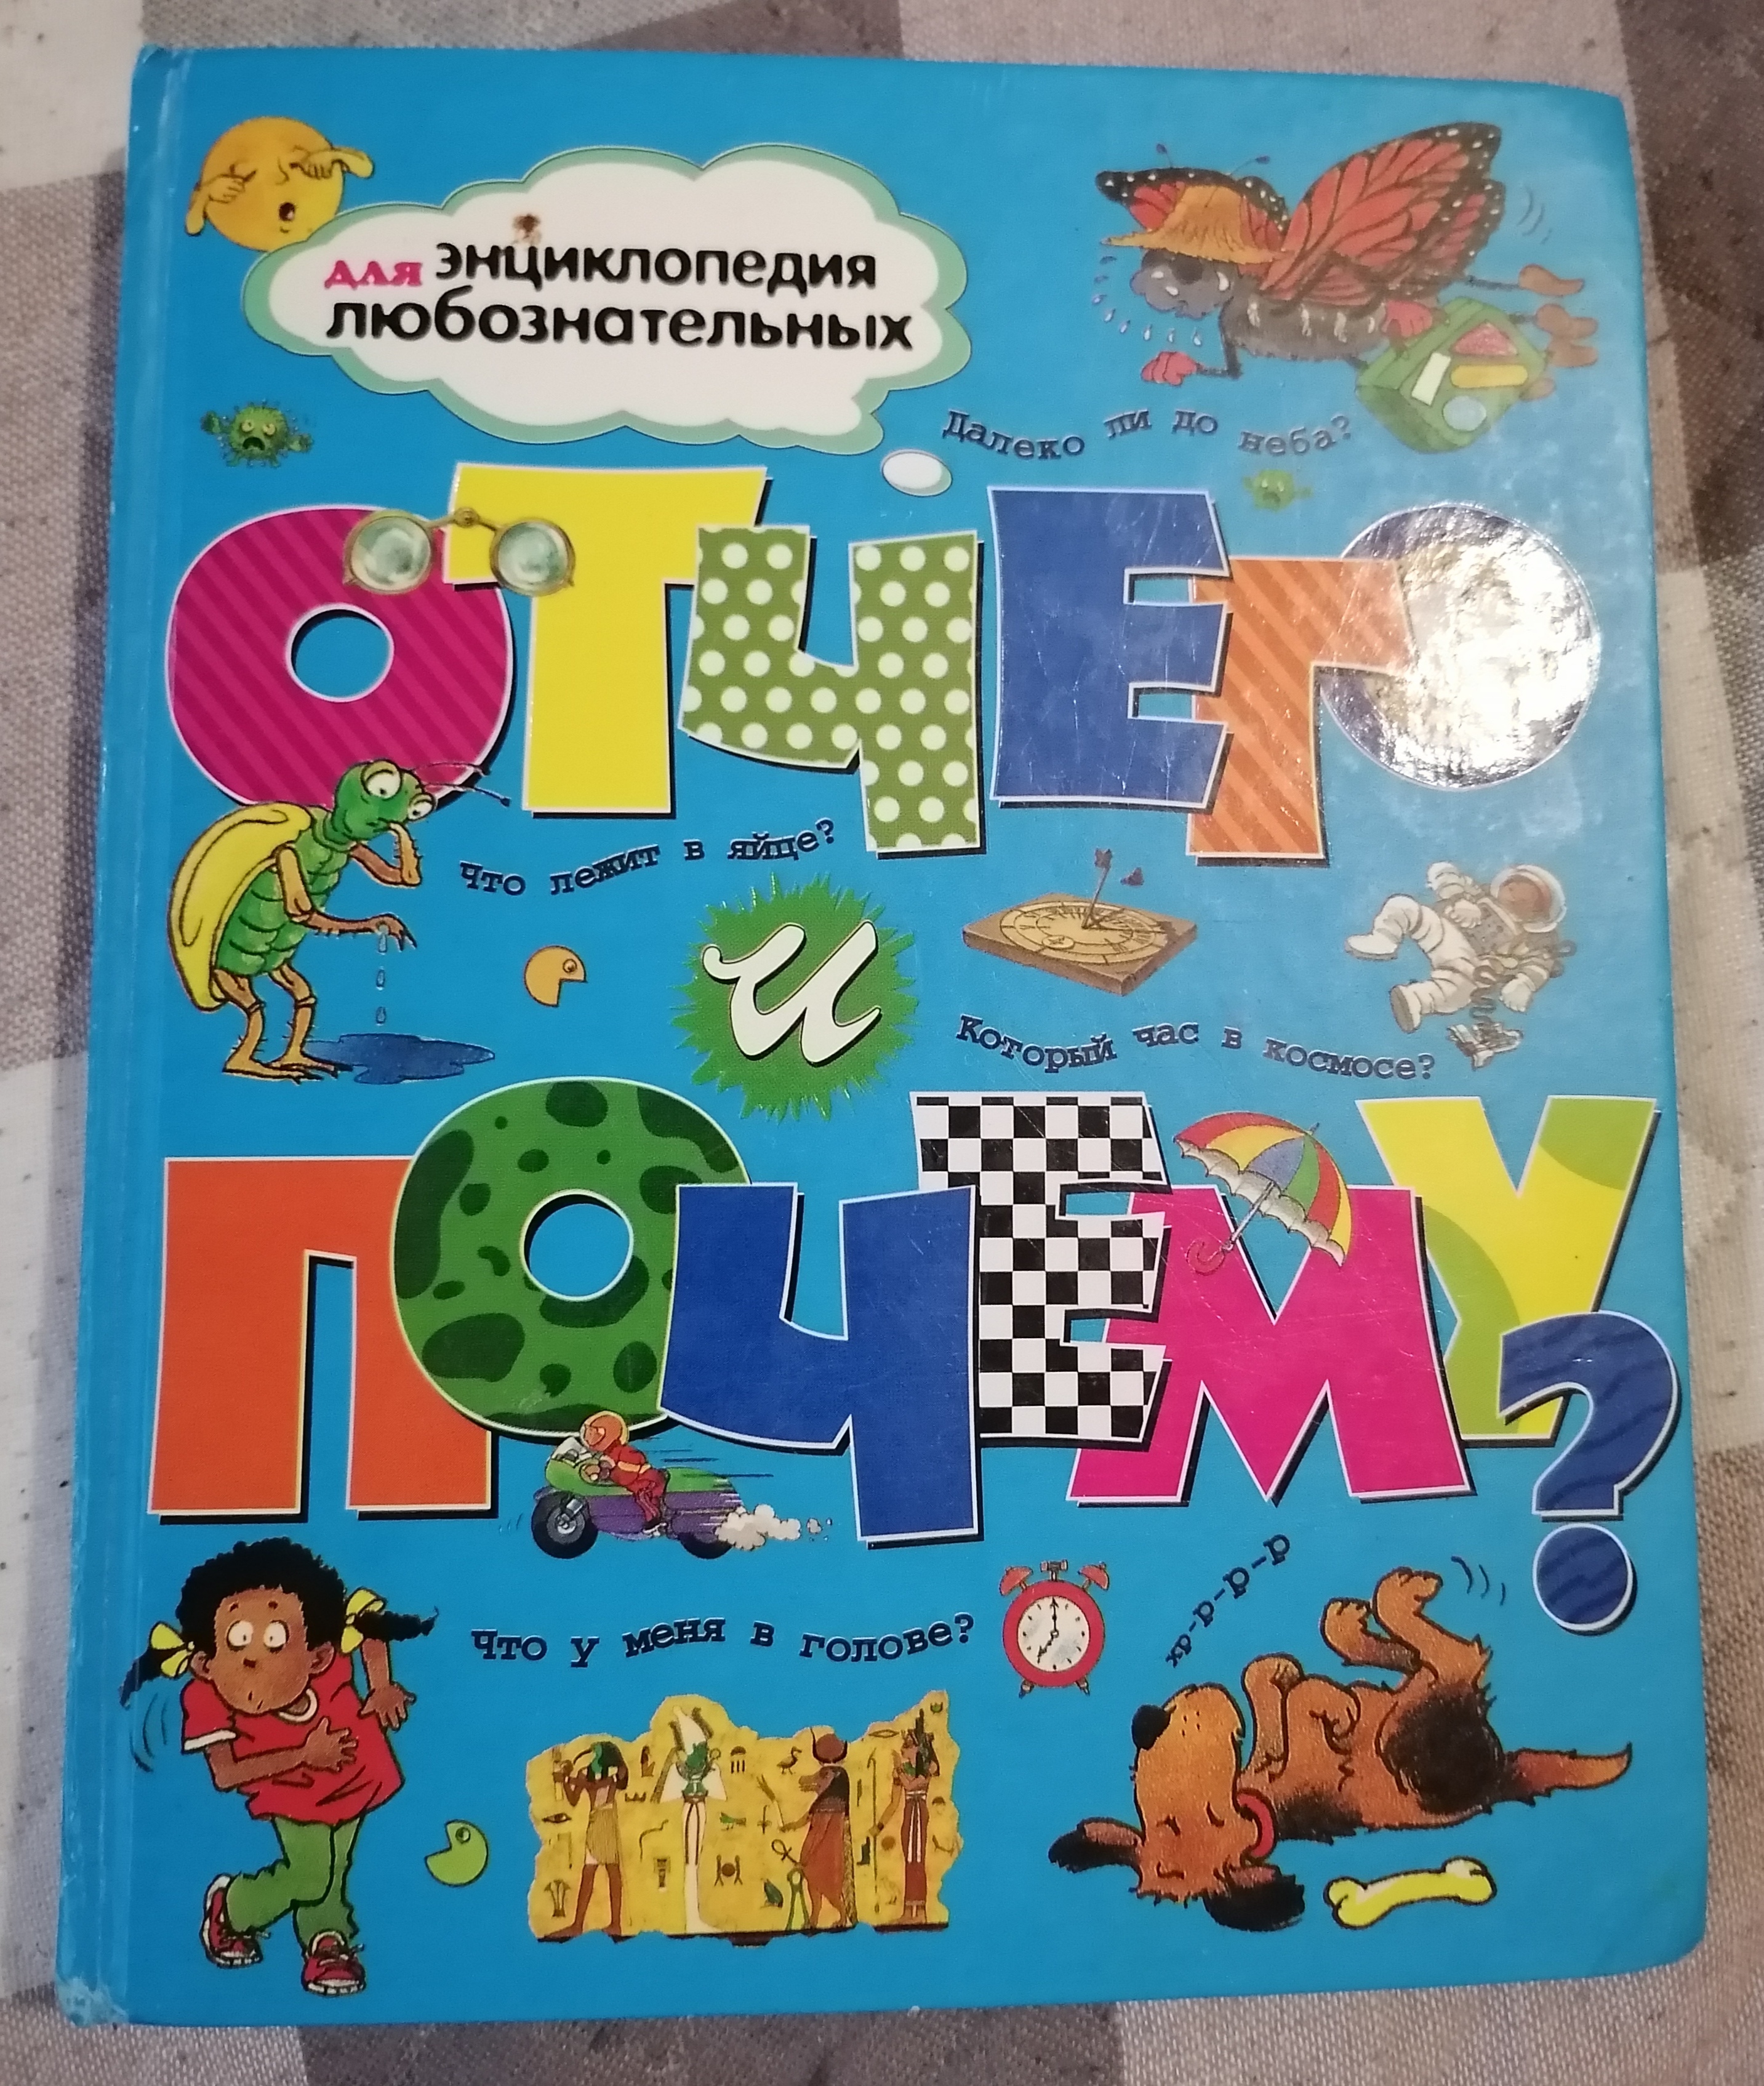 энциклопедия
для любознательных
Далеко ли до неба?
ОТЧЕГО
Что лежит в яйце?
и
Который час в космосе?
ПОЧЕМУ?
хр-р-р-р-р
Что у меня в голове?